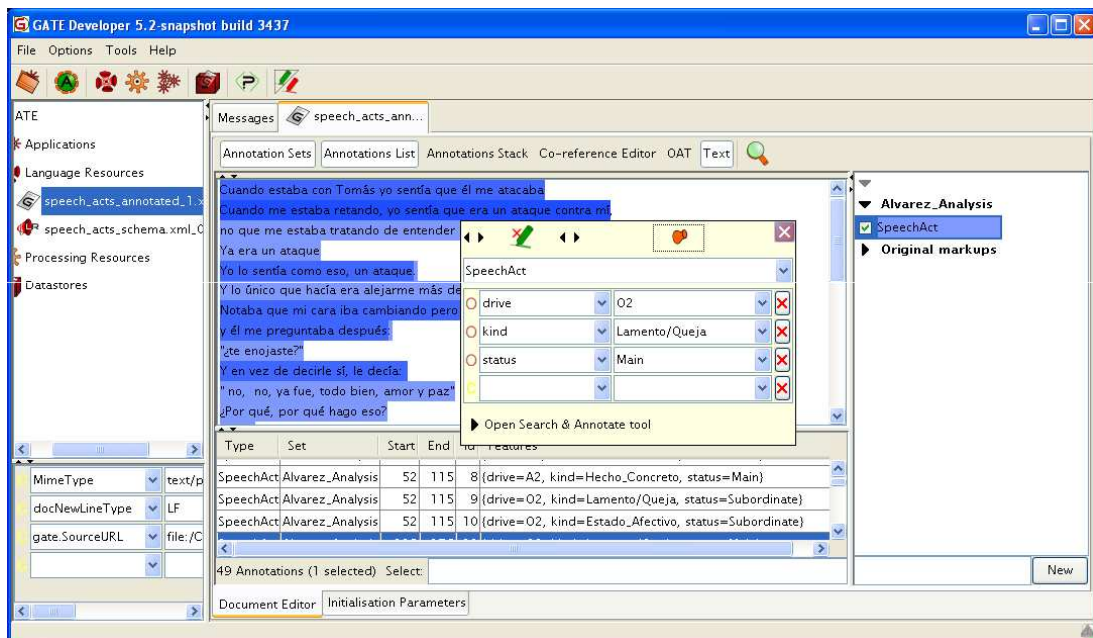 GATE Developer 5.2-snapshot build 3437
File Options Tools Help
ATE
Applications
Language Resources
speech_acts_annotated_1.x
speech_acts_schema.xml_0
Processing Resources
Datastores
Messages speech_acts_ann...
Annotation Sets Annotations List Annotations Stack Co-reference Editor OAT Text
Cuando estaba con Tomás yo sentía que él me atacaba
Cuando me estaba retando, yo sentía que era un ataque contra mí,
no que me estaba tratando de entender
Ya era un ataque
Yo lo sentía como eso, un ataque.
Y lo único que hacía era alejarme más de
Notaba que mi cara iba cambiando pero
y él me preguntaba después:
"¿te enojaste?"
Y en vez de decirle sí, le decía:
" no, no, ya fue, todo bien, amor y paz"
¿Por qué, por qué hago eso?
SpeechAct
drive O2
kind Lamento/Queja
status Main
Open Search & Annotate tool
Alvarez_Analysis
SpeechAct
Original markups
Type Set Start End Id Features
SpeechAct Alvarez_Analysis 52 115 8 {drive=A2, kind=Hecho_Concreto, status=Main}
SpeechAct Alvarez_Analysis 52 115 9 {drive=O2, kind=Lamento/Queja, status=Subordinate}
SpeechAct Alvarez_Analysis 52 115 10 {drive=O2, kind=Estado_Afectivo, status=Subordinate}
49 Annotations (1 selected) Select:
New
Document Editor Initialisation Parameters
MimeType text/p
docNewLineType LF
gate.SourceURL file:/C